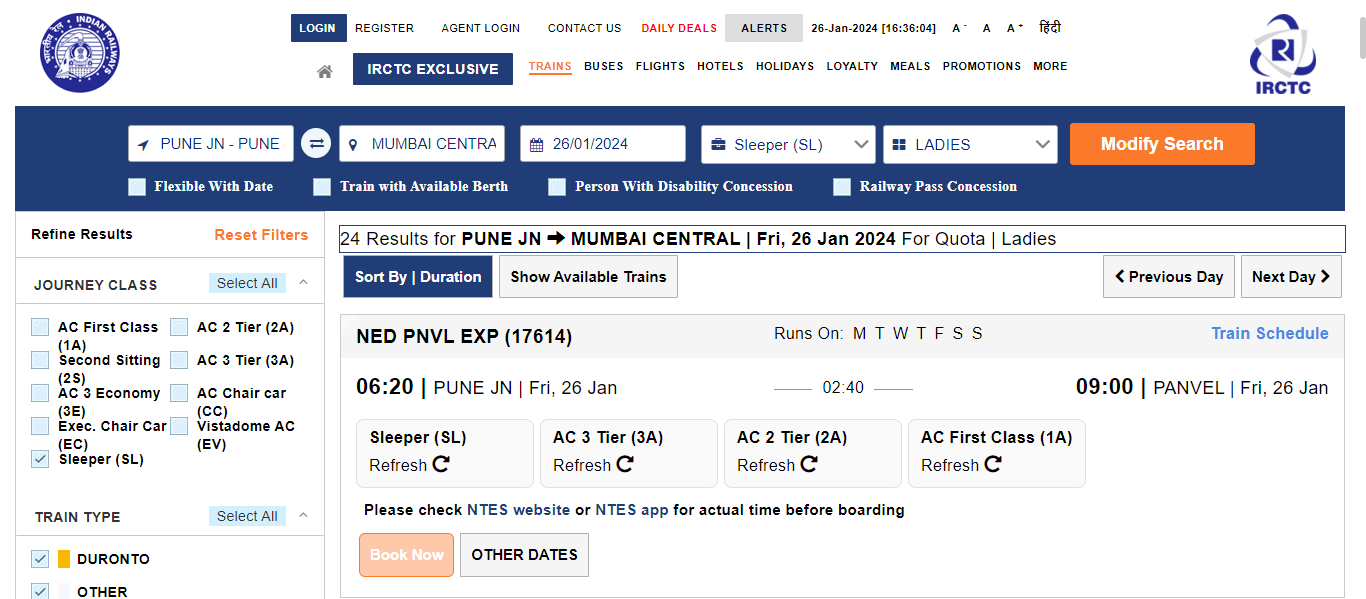 LOGIN REGISTER AGENT LOGIN CONTACT US DAILY DEALS ALERTS 26-Jan-2024 [16:36:04] A - A A + हिंदी
INDIAN RAILWAYS
भारतीय रेल
IRCTC EXCLUSIVE TRAINS BUSES FLIGHTS HOTELS HOLIDAYS LOYALTY MEALS PROMOTIONS MORE
IRCTC
PUNE JN - PUNE MUMBAI CENTRA 26/01/2024 Sleeper (SL) LADIES Modify Search
Flexible With Date Train with Available Berth Person With Disability Concession Railway Pass Concession
Refine Results Reset Filters
24 Results for PUNE JN ➔ MUMBAI CENTRAL | Fri, 26 Jan 2024 For Quota | Ladies
Sort By | Duration Show Available Trains Previous Day Next Day
JOURNEY CLASS Select All
AC First Class (1A)
AC 2 Tier (2A)
Second Sitting (2S)
AC 3 Tier (3A)
AC 3 Economy (3E)
AC Chair car (CC)
Exec. Chair Car (EC)
Vistadome AC (EV)
Sleeper (SL)
TRAIN TYPE Select All
DURONTO
OTHER
NED PNVL EXP (17614) Runs On: M T W T F S S Train Schedule
06:20 | PUNE JN | Fri, 26 Jan 02:40 09:00 | PANVEL | Fri, 26 Jan
Sleeper (SL) AC 3 Tier (3A) AC 2 Tier (2A) AC First Class (1A)
Refresh Refresh Refresh Refresh
Please check NTES website or NTES app for actual time before boarding
Book Now OTHER DATES